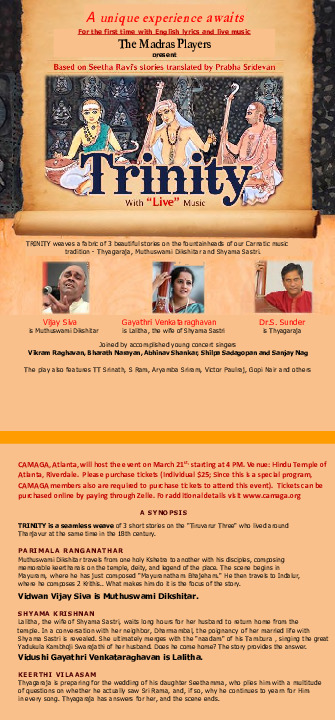 A unique experience awaits
For the first time with English lyrics and live music
The Madras Players
present
Based on Seetha Ravi's stories translated by Prabha Sridevan
Trinity
With "Live" Music
TRINITY weaves a fabric of 3 beautiful stories on the fountainheads of our Carnatic music
tradition - Thyagaraja, Muthuswami Dikshitar and Shyama Sastri.
Vijay Siva
is Muthuswami Dikshitar
Gayathri Venkataraghavan
is Lalitha, the wife of Shyama Sastri
Dr.S. Sunder
is Thyagaraja
Joined by accomplished young concert singers
Vikram Raghavan, Bharath Narayan, Abhinav Shankar, Shilpa Sadagopan and Sanjay Nag
The play also features TT Srinath, S Ram, Aryamba Sriram, Victor Paulraj, Gopi Nair and others
CAMAGA, Atlanta, will host the event on March 21st starting at 4 PM. Venue: Hindu Temple of
Atlanta, Riverdale. Please purchase tickets (Individual $25; Since this is a special program,
CAMAGA members also are required to purchase tickets to attend this event). Tickets can be
purchased online by paying through Zelle. For additional details visit www.camaga.org
A SYNOPSIS
TRINITY is a seamless weave of 3 short stories on the "Tiruvarur Three" who lived around
Thanjavur at the same time in the 18th century.
PARIMALA RANGANATHAR
Muthuswami Dikshitar travels from one holy Kshetra to another with his disciples, composing
memorable keerthanas on the temple, deity, and legend of the place. The scene begins in
Mayuram, where he has just composed "Mayuranatham Bhajeham." He then travels to Indalur,
where he composes 2 Krithis.. What makes him do it is the focus of the story.
Vidwan Vijay Siva is Muthuswami Dikshitar.
SHYAMA KRISHNAN
Lalitha, the wife of Shyama Sastri, waits long hours for her husband to return home from the
temple. In a conversation with her neighbor, Dharmambal, the poignancy of her married life with
Shyama Sastri is revealed. She ultimately merges with the "naadam" of his Tambura , singing the great
Yadukula Kambhoji Swarajathi of her husband. Does he come home? The story provides the answer.
Vidushi Gayathri Venkataraghavan is Lalitha.
KEERTHI VILAASAM
Thyagaraja is preparing for the wedding of his daughter Seethamma, who plies him with a multitude
of questions on whether he actually saw Sri Rama, and, if so, why he continues to yearn for Him
in every song. Thyagaraja has answers for her, and the scene ends.